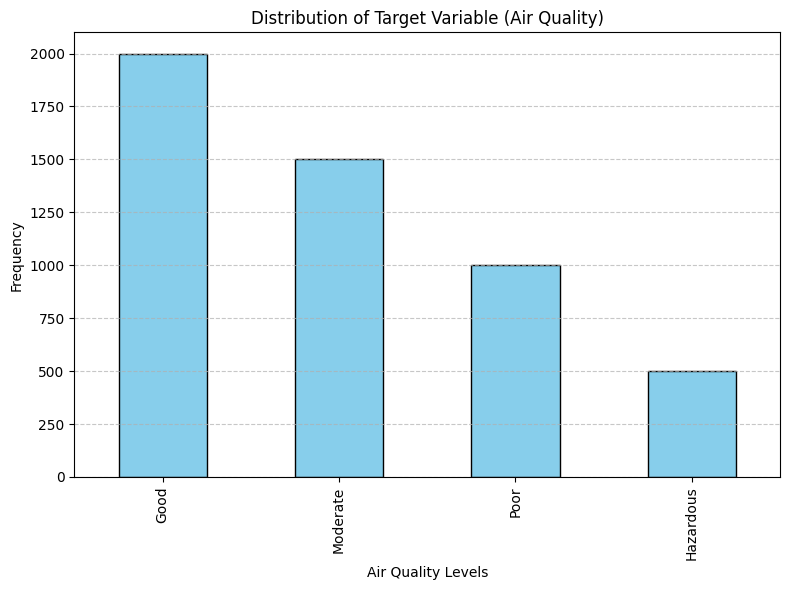 Distribution of Target Variable (Air Quality)
2000
1750
1500
1250
1000
750
500
250
0
Frequency
Good
Moderate
Poor
Hazardous
Air Quality Levels